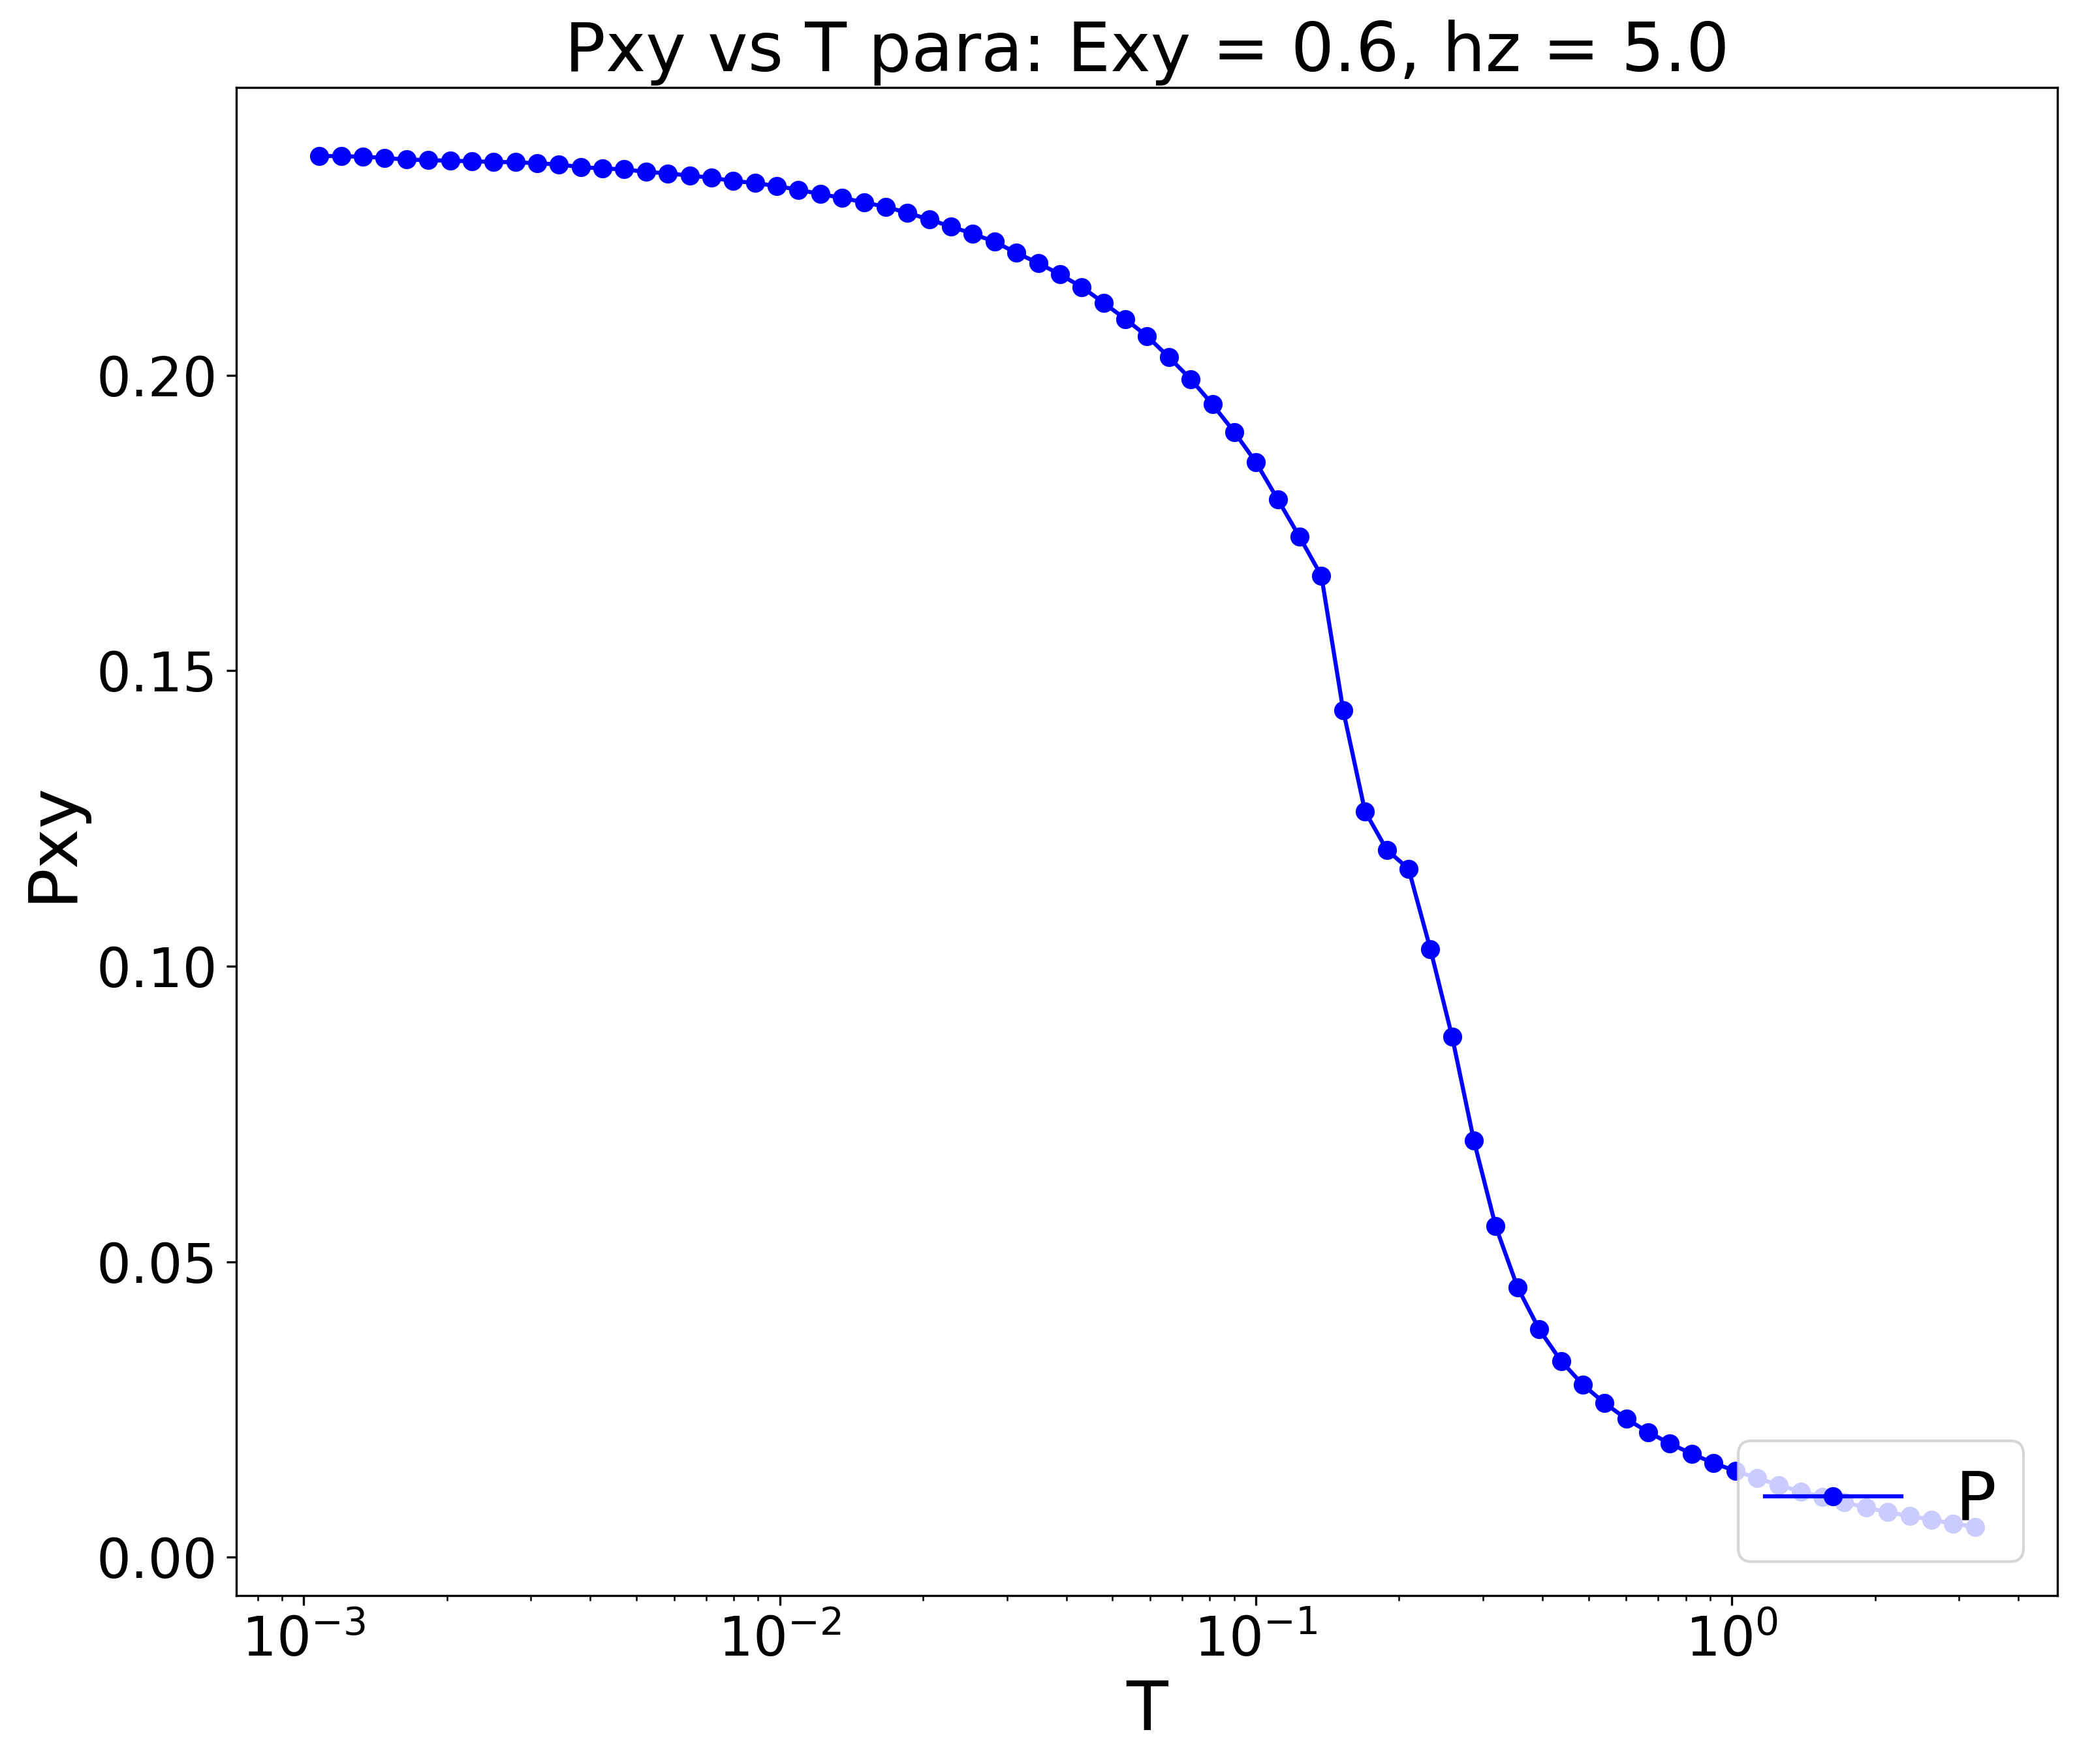 Pxy vs T para: Exy = 0.6, hz = 5.0
Pxy
0.20
0.15
0.10
0.05
0.00
10⁻³ 10⁻² 10⁻¹ 10⁰
T
P